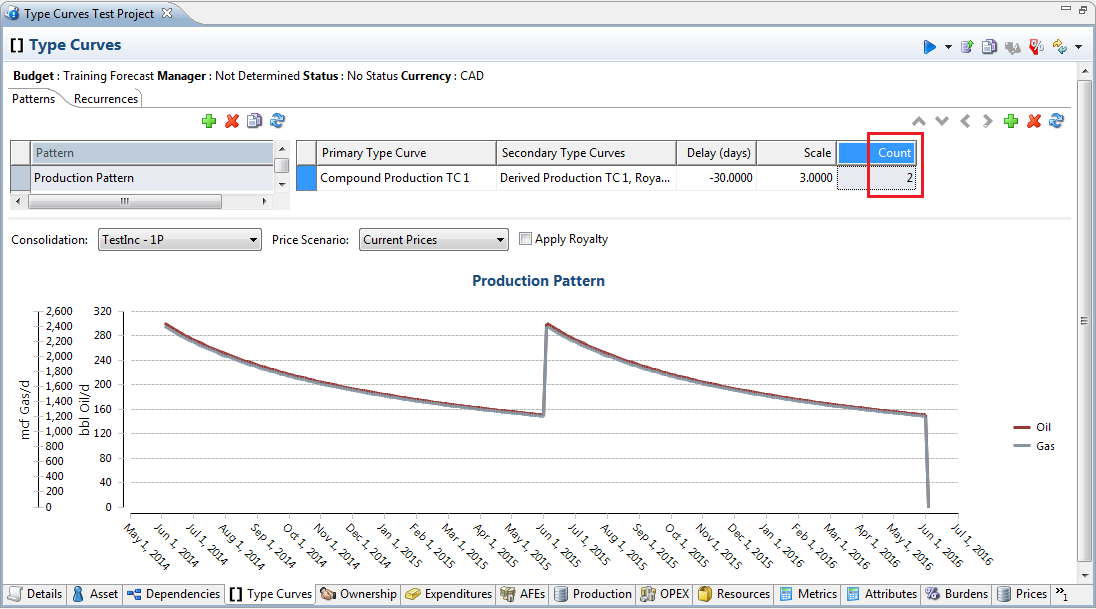 Type Curves Test Project
[] Type Curves
Budget : Training Forecast Manager : Not Determined Status : No Status Currency : CAD
Patterns Recurrences
Pattern
Production Pattern
Primary Type Curve Secondary Type Curves Delay (days) Scale Count
Compound Production TC 1 Derived Production TC 1, Roya... -30.0000 3.0000 2
Consolidation: TestInc - 1P Price Scenario: Current Prices Apply Royalty
Production Pattern
mcf Gas/d
2,600
2,400
2,200
2,000
1,800
1,600
1,400
1,200
1,000
800
600
400
200
0
bbl Oil/d
320
280
240
200
160
120
80
40
0
May 1, 2014
Jun 1, 2014
Jul 1, 2014
Aug 1, 2014
Sep 1, 2014
Oct 1, 2014
Nov 1, 2014
Dec 1, 2014
Jan 1, 2015
Feb 1, 2015
Mar 1, 2015
Apr 1, 2015
May 1, 2015
Jun 1, 2015
Jul 1, 2015
Aug 1, 2015
Sep 1, 2015
Oct 1, 2015
Nov 1, 2015
Dec 1, 2015
Jan 1, 2016
Feb 1, 2016
Mar 1, 2016
Apr 1, 2016
May 1, 2016
Jun 1, 2016
Jul 1, 2016
Oil
Gas
Details Asset Dependencies [] Type Curves Ownership Expenditures AFEs Production OPEX Resources Metrics Attributes Burdens Prices »1